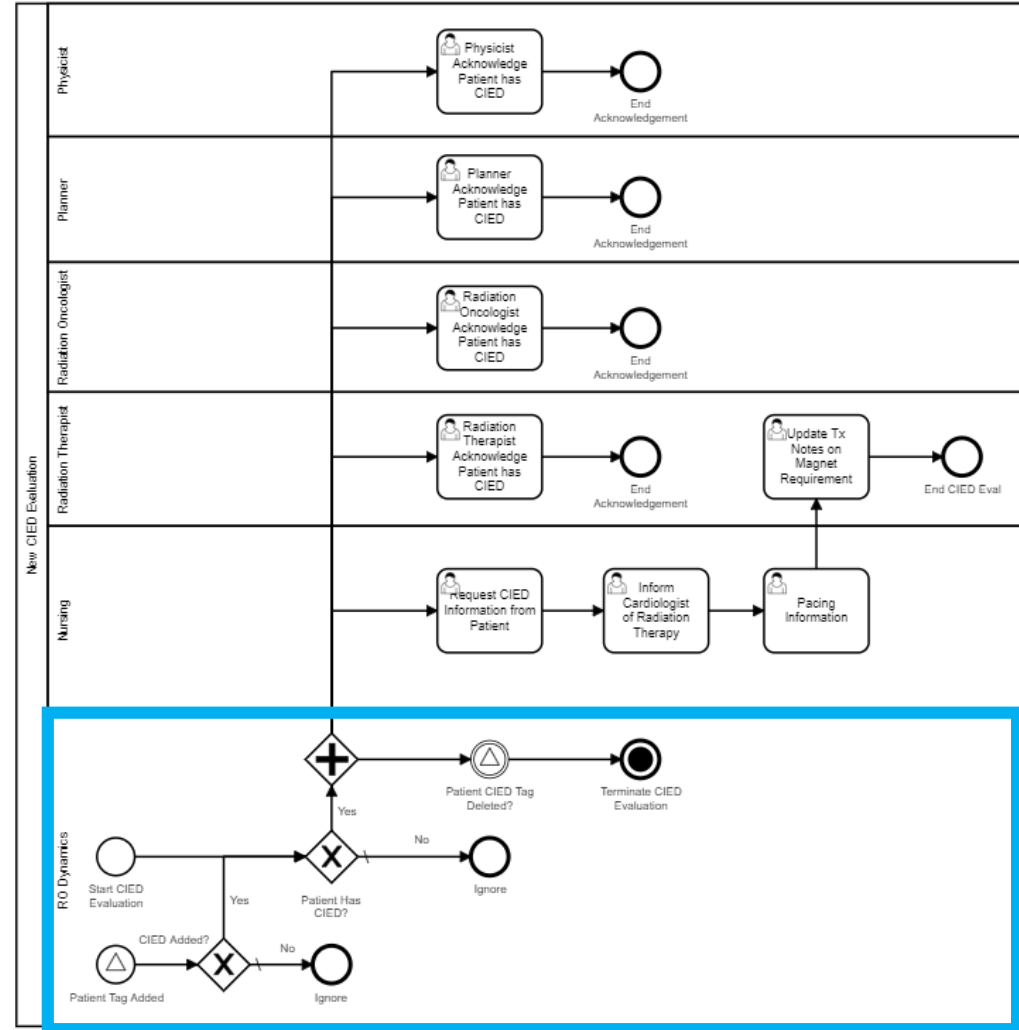 New CIED Evaluation
Physicist
Physicist
Acknowledge
Patient has
CIED
End
Acknowledgement
Planner
Planner
Acknowledge
Patient has
CIED
End
Acknowledgement
Radiation Oncologist
Radiation
Oncologist
Acknowledge
Patient has
CIED
End
Acknowledgement
Radiation Therapist
Radiation
Therapist
Acknowledge
Patient has
CIED
End
Acknowledgement
Update Tx
Notes on
Magnet
Requirement
End CIED Eval
Nursing
Request CIED
Information from
Patient
Inform
Cardiologist
of Radiation
Therapy
Pacing
Information
RO Dynamics
Patient CIED Tag
Deleted?
Terminate CIED
Evaluation
Yes
No
Start CIED
Evaluation
Yes
Patient Has
CIED?
Ignore
CIED Added?
No
Patient Tag Added
Ignore